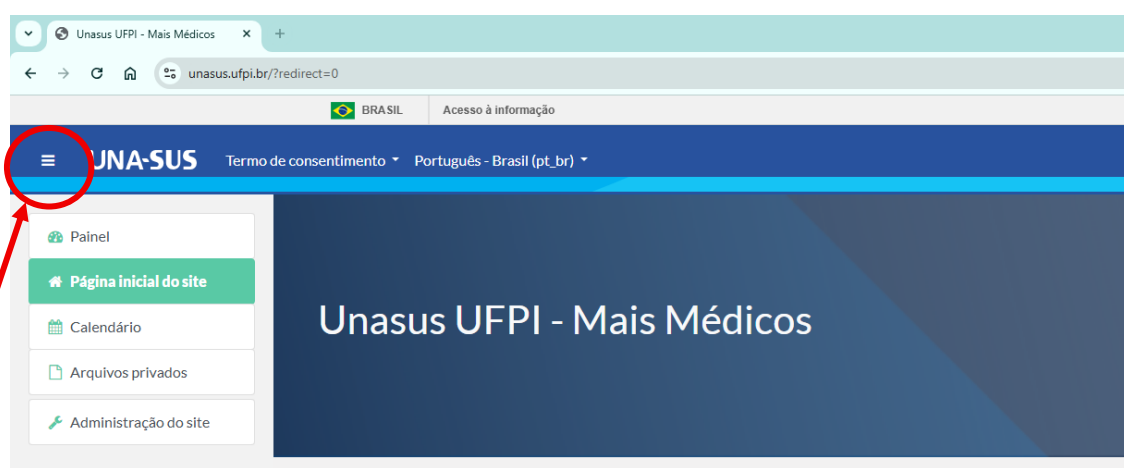 Unasus UFPI - Mais Médicos
unasus.ufpi.br/?redirect=0
BRASIL Acesso à informação
UNA-SUS Termo de consentimento Português - Brasil (pt_br)
Painel
Página inicial do site
Calendário
Arquivos privados
Administração do site
Unasus UFPI - Mais Médicos